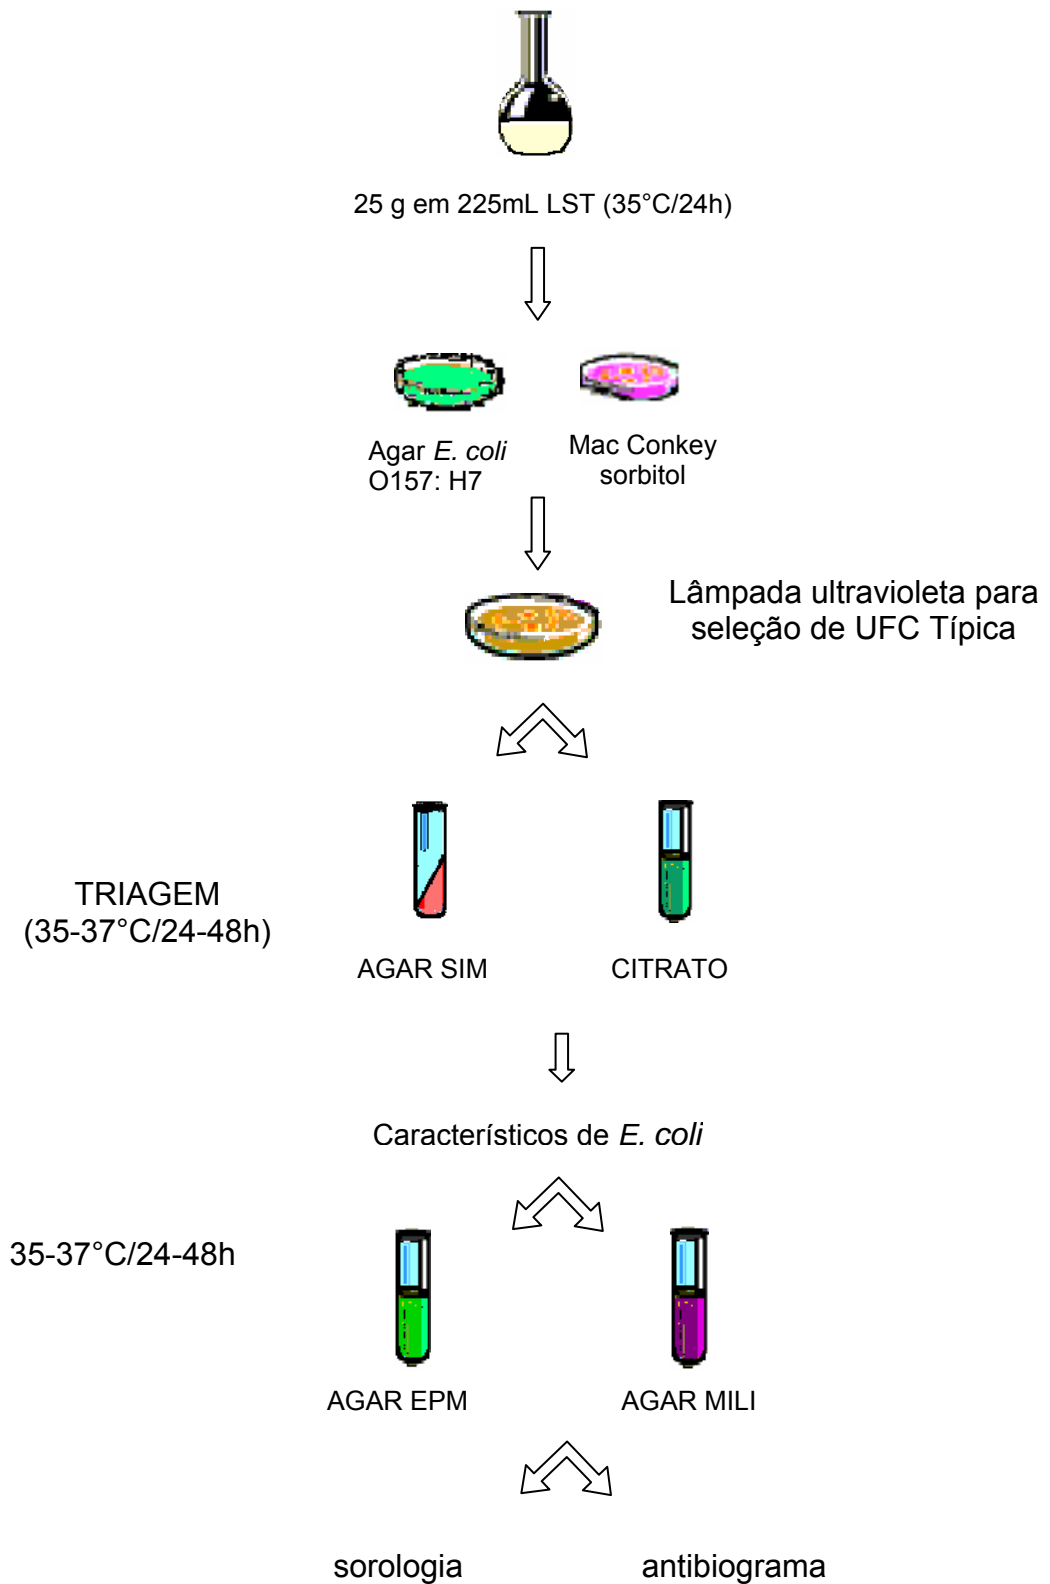 25 g em 225mL LST (35°C/24h)
Agar E. coli
O157: H7
Mac Conkey
sorbitol
Lâmpada ultravioleta para
seleção de UFC Típica
TRIAGEM
(35-37°C/24-48h)
AGAR SIM
CITRATO
Característicos de E. coli
35-37°C/24-48h
AGAR EPM
AGAR MILI
sorologia
antibiograma